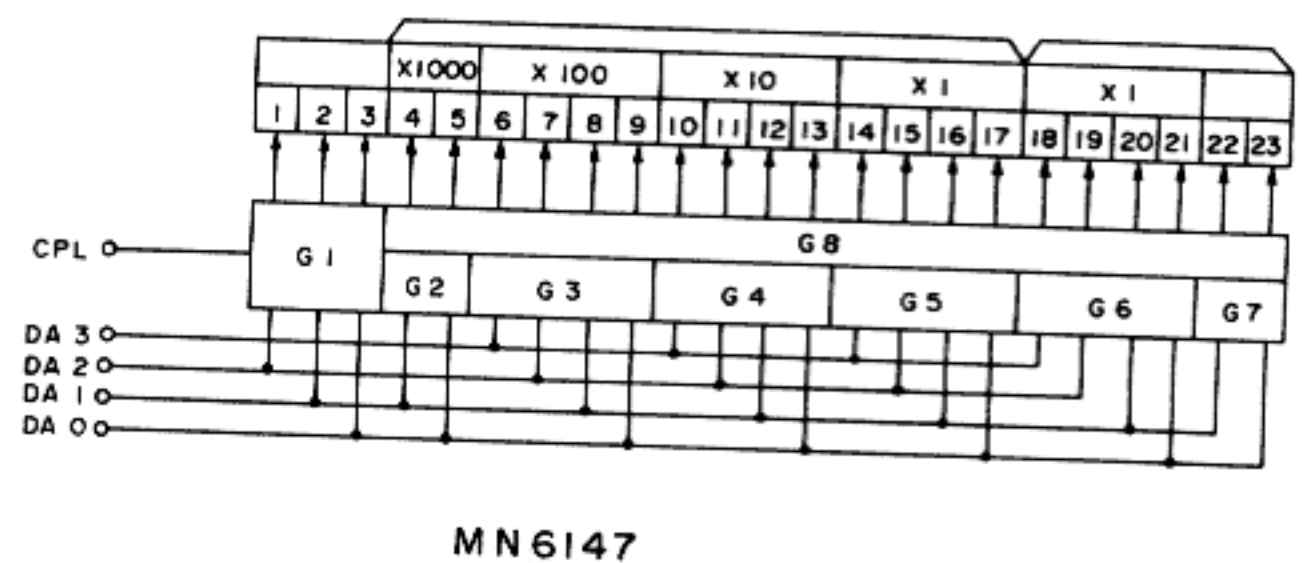 X1000 X 100 X 10 X 1 X 1
1 2 3 4 5 6 7 8 9 10 11 12 13 14 15 16 17 18 19 20 21 22 23
CPL G 1 G 8
G 2 G 3 G 4 G 5 G 6 G 7
DA 3
DA 2
DA 1
DA 0
MN6147